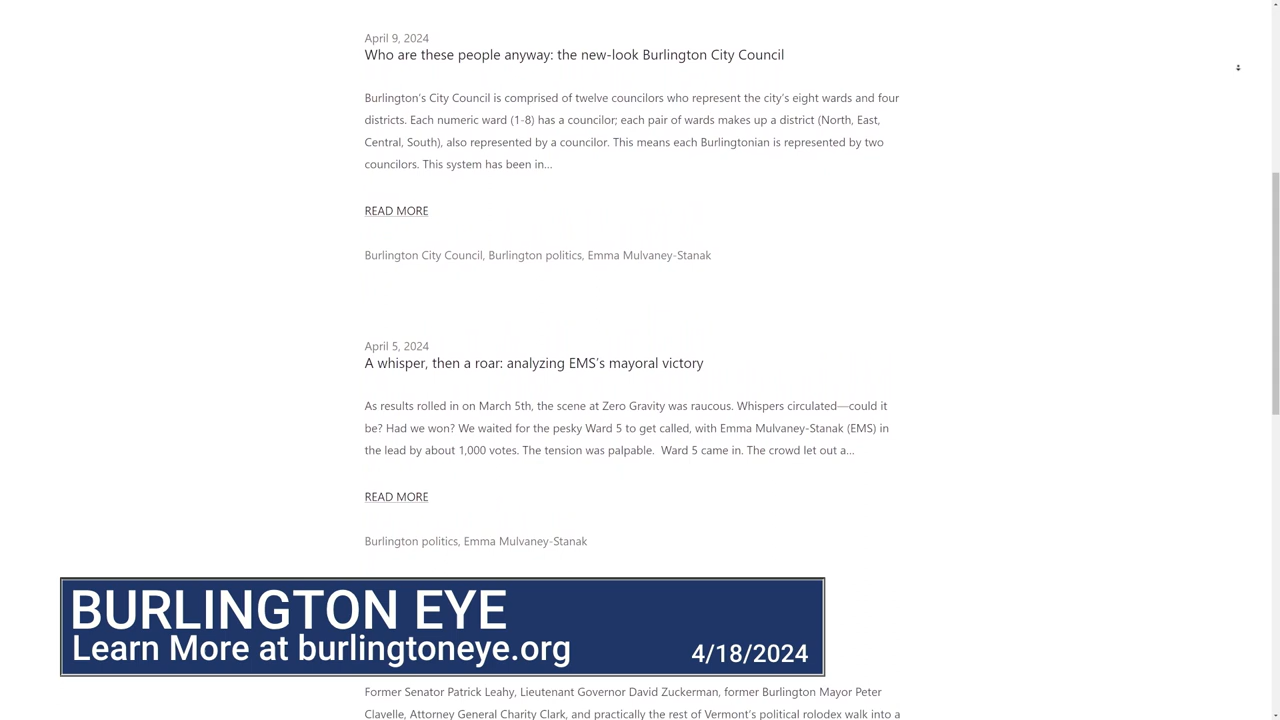 April 9, 2024
Who are these people anyway: the new-look Burlington City Council
Burlington's City Council is comprised of twelve councilors who represent the city's eight wards and four
districts. Each numeric ward (1-8) has a councilor; each pair of wards makes up a district (North, East,
Central, South), also represented by a councilor. This means each Burlingtonian is represented by two
councilors. This system has been in...
READ MORE
Burlington City Council, Burlington politics, Emma Mulvaney-Stanak
April 5, 2024
A whisper, then a roar: analyzing EMS's mayoral victory
As results rolled in on March 5th, the scene at Zero Gravity was raucous. Whispers circulated—could it
be? Had we won? We waited for the pesky Ward 5 to get called, with Emma Mulvaney-Stanak (EMS) in
the lead by about 1,000 votes. The tension was palpable.  Ward 5 came in. The crowd let out a...
READ MORE
Burlington politics, Emma Mulvaney-Stanak
BURLINGTON EYE
Learn More at burlingtoneye.org
4/18/2024
Former Senator Patrick Leahy, Lieutenant Governor David Zuckerman, former Burlington Mayor Peter
Clavelle, Attorney General Charity Clark, and practically the rest of Vermont's political rolodex walk into a